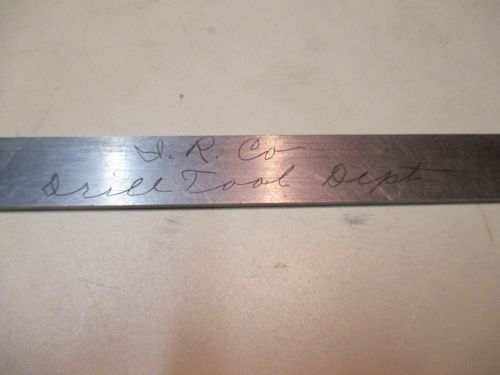 I. R. Co
Drill Tool Dept